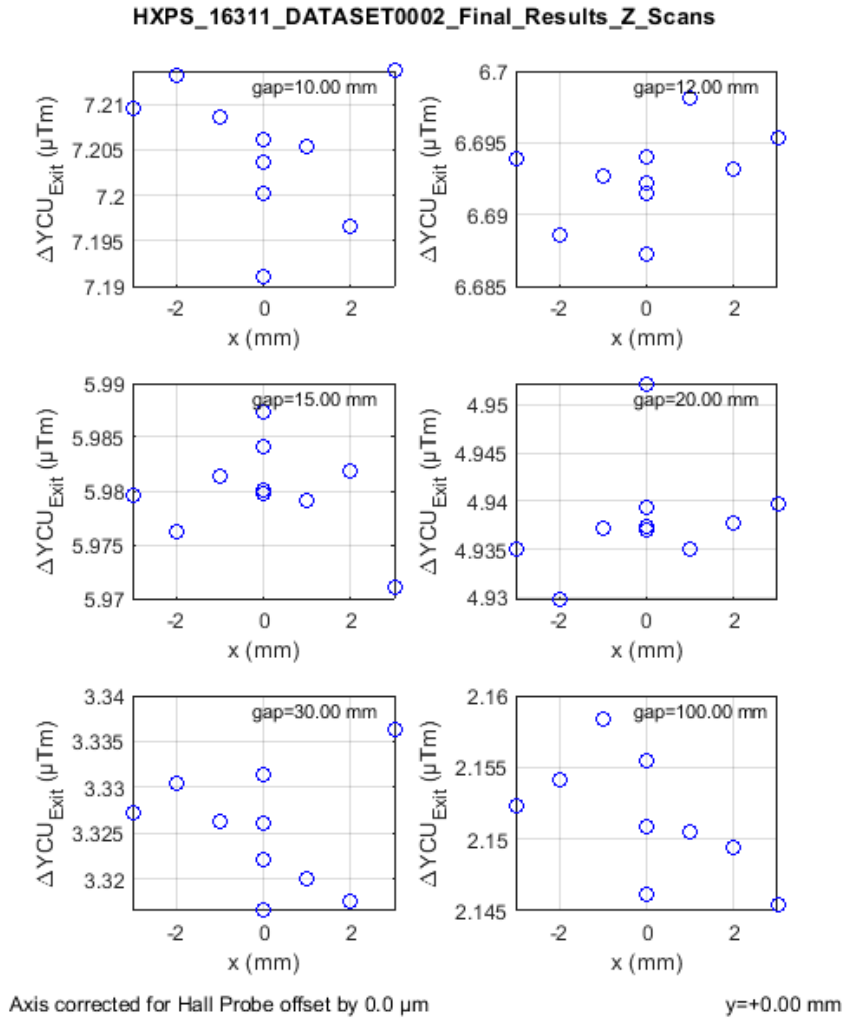 HXPS_16311_DATASET0002_Final_Results_Z_Scans
gap=10.00 mm
7.21
7.205
7.2
7.195
7.19
ΔYCU_Exit (μTm)
-2 0 2
x (mm)
gap=12.00 mm
6.7
6.695
6.69
6.685
ΔYCU_Exit (μTm)
-2 0 2
x (mm)
gap=15.00 mm
5.99
5.985
5.98
5.975
5.97
ΔYCU_Exit (μTm)
-2 0 2
x (mm)
gap=20.00 mm
4.95
4.945
4.94
4.935
4.93
ΔYCU_Exit (μTm)
-2 0 2
x (mm)
gap=30.00 mm
3.34
3.335
3.33
3.325
3.32
ΔYCU_Exit (μTm)
-2 0 2
x (mm)
gap=100.00 mm
2.16
2.155
2.15
2.145
ΔYCU_Exit (μTm)
-2 0 2
x (mm)
Axis corrected for Hall Probe offset by 0.0 μm
y=+0.00 mm